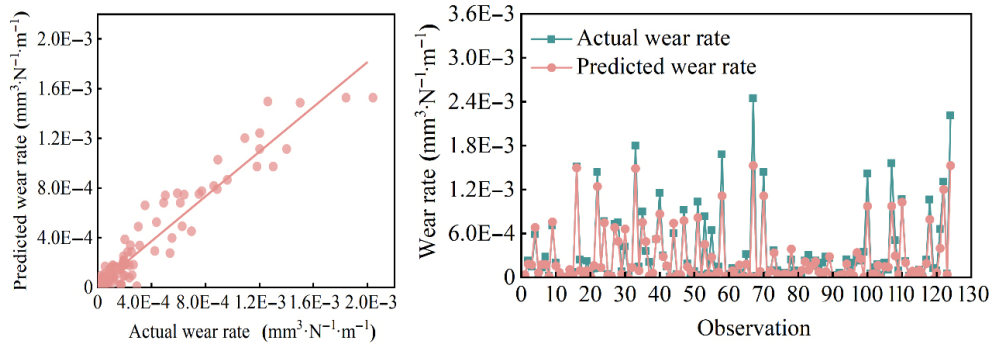 Predicted wear rate (mm³·N⁻¹·m⁻¹)
2.0E−3
1.6E−3
1.2E−3
8.0E−4
4.0E−4
0.0
0.0
4.0E−4
8.0E−4
1.2E−3
1.6E−3
2.0E−3
Actual wear rate (mm³·N⁻¹·m⁻¹)
Wear rate (mm³·N⁻¹·m⁻¹)
3.6E−3
3.0E−3
2.4E−3
1.8E−3
1.2E−3
6.0E−4
0
Actual wear rate
Predicted wear rate
0 10 20 30 40 50 60 70 80 90 100 110 120 130
Observation